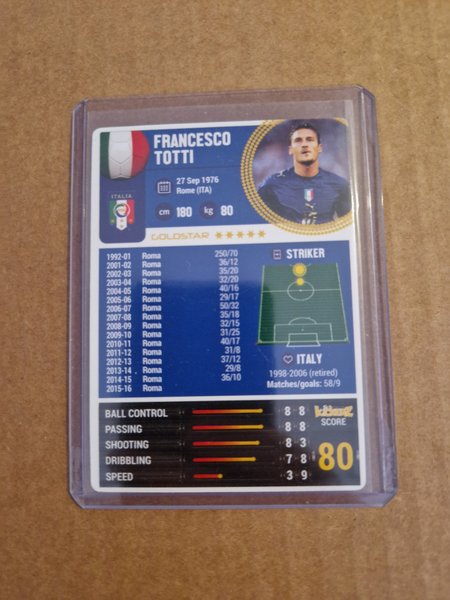 FRANCESCO
TOTTI
27 Sep 1976
Rome (ITA)
ITALIA
cm 180 kg 80
GOLDSTAR
1992-01 Roma 250/70
2001-02 Roma 36/12
2002-03 Roma 35/20
2003-04 Roma 32/20
2004-05 Roma 40/16
2005-06 Roma 29/17
2006-07 Roma 50/32
2007-08 Roma 35/18
2008-09 Roma 32/15
2009-10 Roma 31/25
2010-11 Roma 40/17
2011-12 Roma 31/8
2012-13 Roma 37/12
2013-14 Roma 29/8
2014-15 Roma 36/10
2015-16 Roma
STRIKER
ITALY
1998-2006 (retired)
Matches/goals: 58/9
BALL CONTROL 8 8
PASSING 8 8
SHOOTING 8 3
DRIBBLING 7 8
SPEED 3 9
SCORE
80